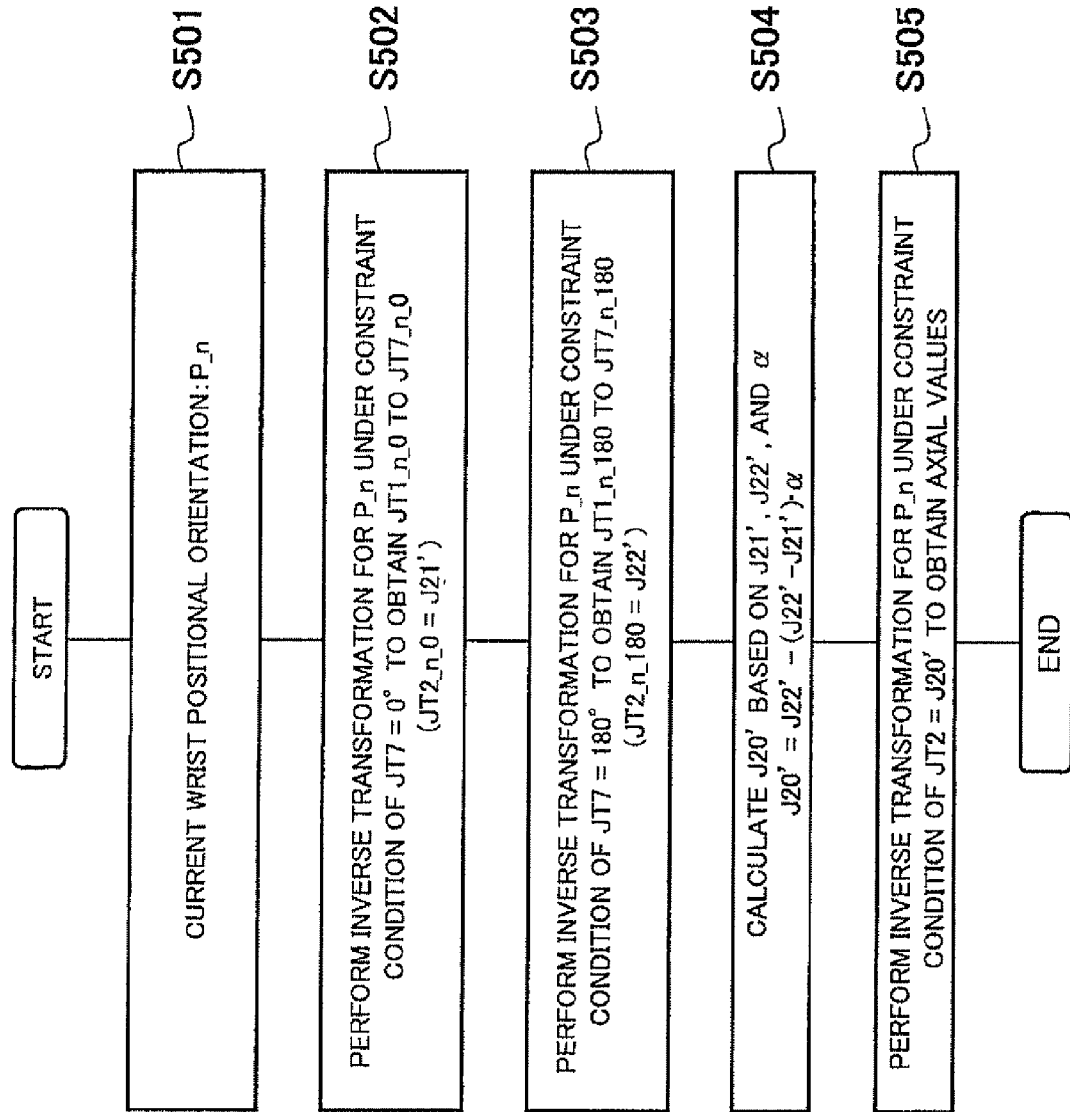 START
CURRENT WRIST POSITIONAL ORIENTATION: P_n
S501
PERFORM INVERSE TRANSFORMATION FOR P_n UNDER CONSTRAINT
CONDITION OF JT7 = 0° TO OBTAIN JT1_n_0 TO JT7_n_0
(JT2_n_0 = J21')
S502
PERFORM INVERSE TRANSFORMATION FOR P_n UNDER CONSTRAINT
CONDITION OF JT7 = 180° TO OBTAIN JT1_n_180 TO JT7_n_180
(JT2_n_180 = J22')
S503
CALCULATE J20' BASED ON J21', J22', AND α
J20' = J22' - (J22' -J21')·α
S504
PERFORM INVERSE TRANSFORMATION FOR P_n UNDER CONSTRAINT
CONDITION OF JT2 = J20' TO OBTAIN AXIAL VALUES
S505
END